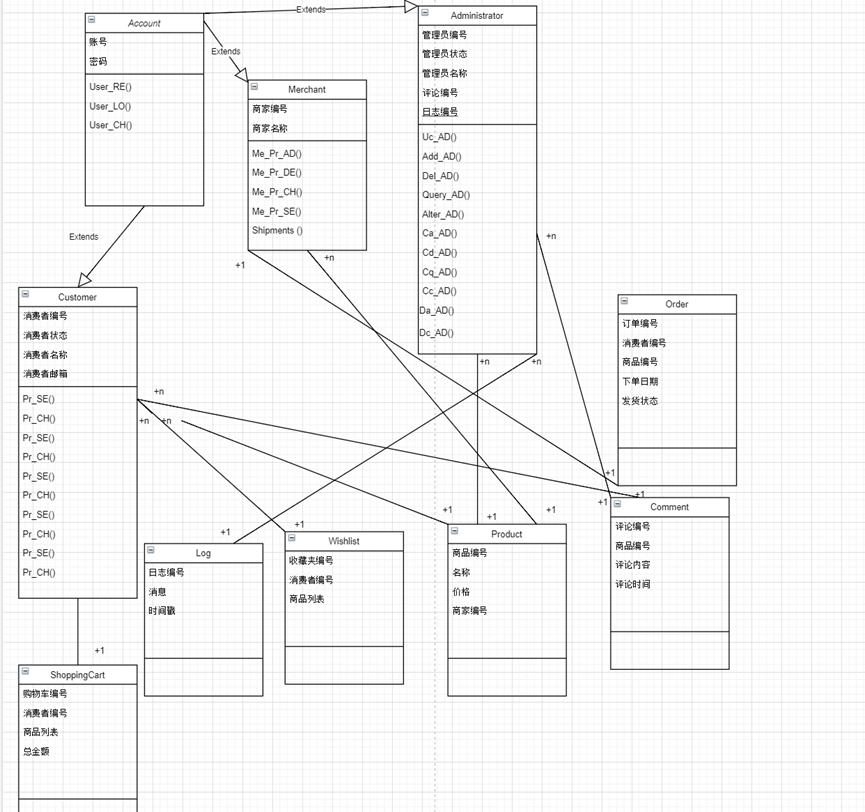 Account
账号
密码
User_RE()
User_LO()
User_CH()
Extends
Extends
Extends
Administrator
管理员编号
管理员状态
管理员名称
评论编号
日志编号
Uc_AD()
Add_AD()
Del_AD()
Query_AD()
Alter_AD()
Ca_AD()
Cd_AD()
Cq_AD()
Cc_AD()
Da_AD()
Dc_AD()
Merchant
商家编号
商家名称
Me_Pr_AD()
Me_Pr_DE()
Me_Pr_CH()
Me_Pr_SE()
Shipments ()
+1
+n
+n
+n
+n
Customer
消费者编号
消费者状态
消费者名称
消费者邮箱
Pr_SE()
Pr_CH()
Pr_SE()
Pr_CH()
Pr_SE()
Pr_CH()
Pr_SE()
Pr_CH()
Pr_SE()
Pr_CH()
+n
+n
+n
Order
订单编号
消费者编号
商品编号
下单日期
发货状态
+1
+1
+1
Comment
评论编号
商品编号
评论内容
评论时间
+1
Log
日志编号
消息
时间戳
+1
Wishlist
收藏夹编号
消费者编号
商品列表
+1
+1
+1
Product
商品编号
名称
价格
商家编号
+1
ShoppingCart
购物车编号
消费者编号
商品列表
总金额